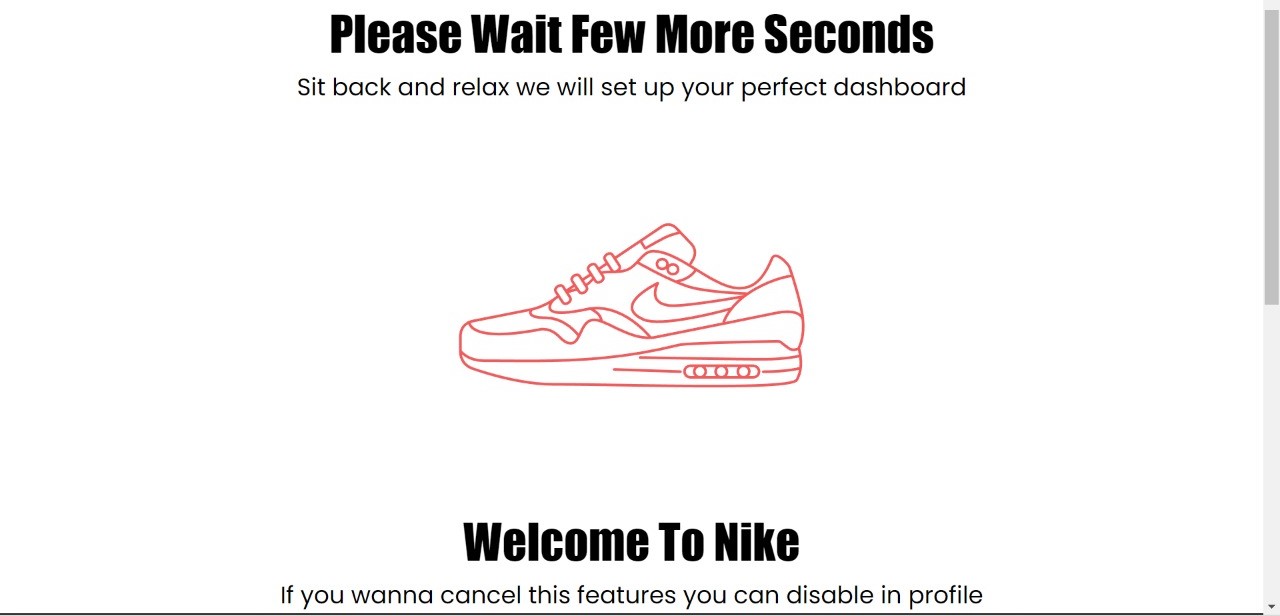 Please Wait Few More Seconds
Sit back and relax we will set up your perfect dashboard
Welcome To Nike
If you wanna cancel this features you can disable in profile